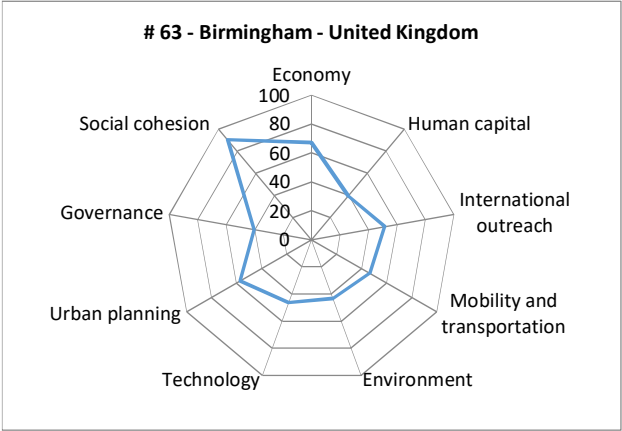 # 63 - Birmingham - United Kingdom
Economy
100
80
60
40
20
0
Human capital
International
outreach
Mobility and
transportation
Environment
Technology
Urban planning
Governance
Social cohesion